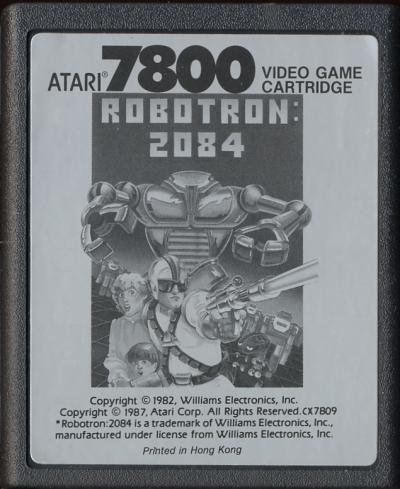 ATARI® 7800 VIDEO GAME CARTRIDGE
ROBOTRON:
2084
Copyright © 1982, Williams Electronics, Inc.
Copyright © 1987, Atari Corp. All Rights Reserved. CX7809
*Robotron:2084 is a trademark of Williams Electronics, Inc.,
manufactured under license from Williams Electronics, Inc.
Printed in Hong Kong